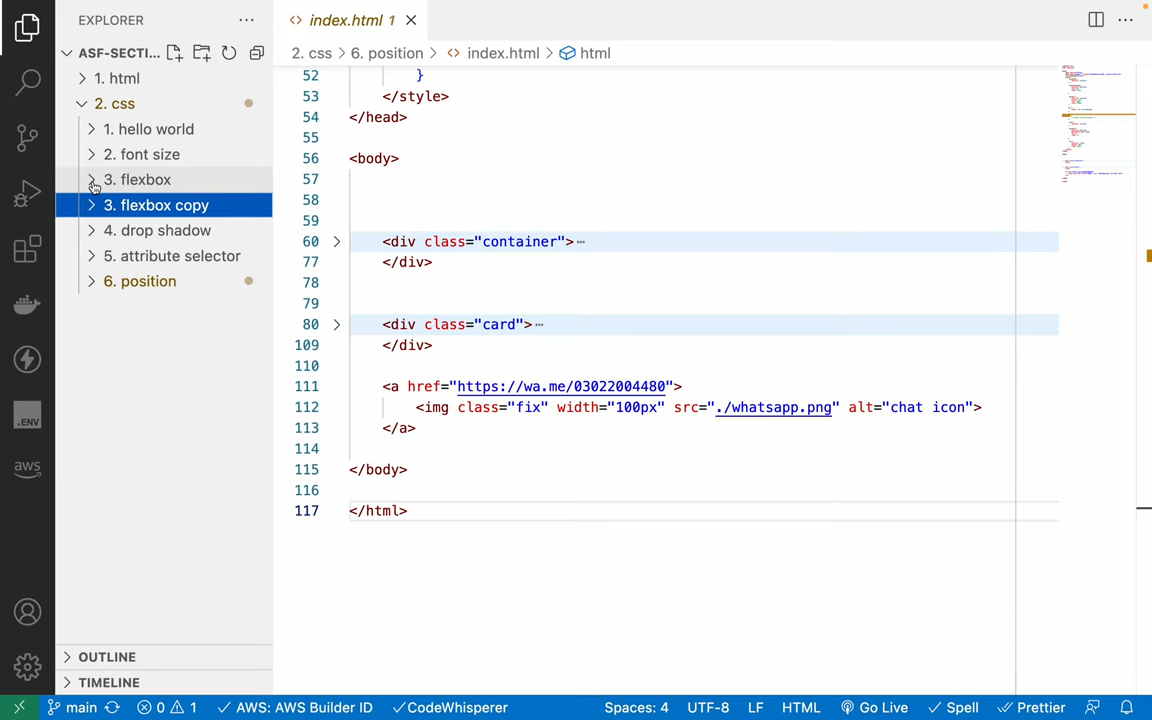 EXPLORER
ASF-SECTI...
1. html
2. css
1. hello world
2. font size
3. flexbox
3. flexbox copy
4. drop shadow
5. attribute selector
6. position
OUTLINE
TIMELINE
.ENV
aws
index.html 1
2. css > 6. position > index.html > html
52 }
53 </style>
54 </head>
55
56 <body>
57
58
59
60 <div class="container">⋯
77 </div>
78
79
80 <div class="card">⋯
109 </div>
110
111 <a href="https://wa.me/03022004480">
112 <img class="fix" width="100px" src="./whatsapp.png" alt="chat icon">
113 </a>
114
115 </body>
116
117 </html>
main 0 1 AWS: AWS Builder ID CodeWhisperer Spaces: 4 UTF-8 LF HTML Go Live Spell Prettier